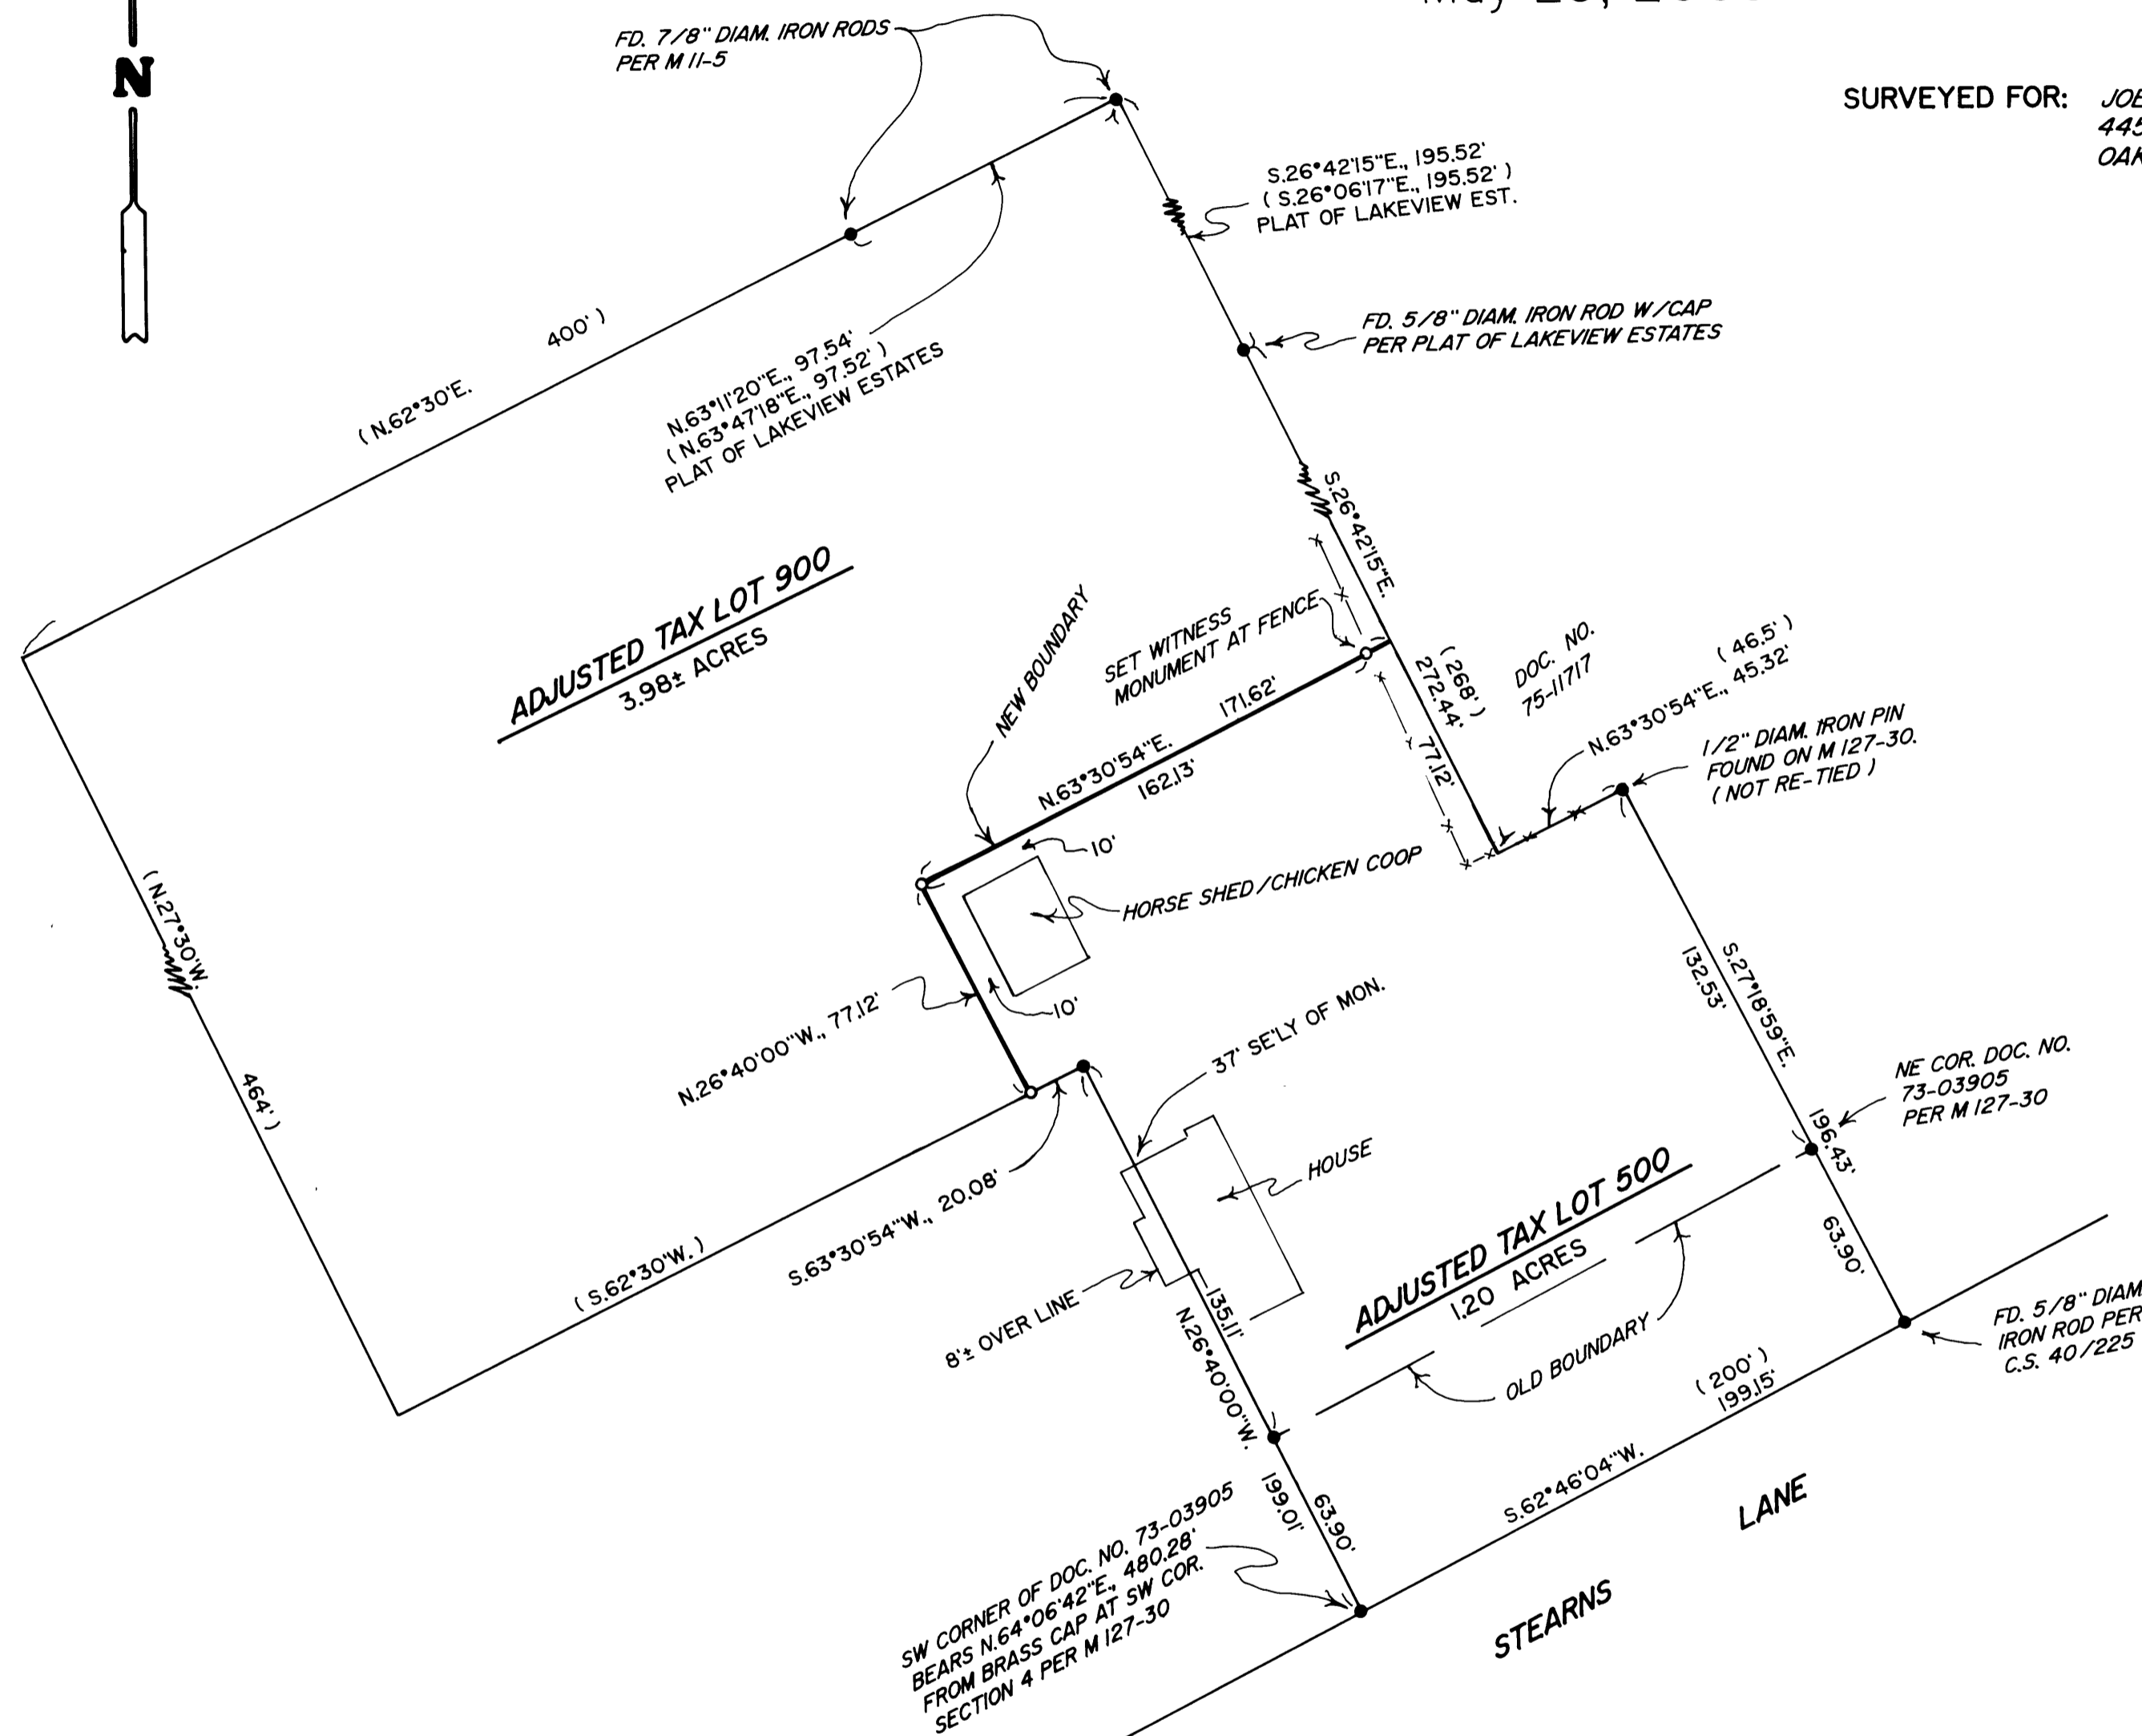 N
FD. 7/8" DIAM. IRON RODS
PER M 11-5
SURVEYED FOR:
S.26°42'15"E., 195.52'
( S.26°06'17"E., 195.52' )
PLAT OF LAKEVIEW EST.
FD. 5/8" DIAM. IRON ROD W/CAP
PER PLAT OF LAKEVIEW ESTATES
( N.62°30'E.
400' )
N.63°11'20"E., 97.54'
( N.63°47'18"E., 97.52' )
PLAT OF LAKEVIEW ESTATES
S.26°42'15"E.
ADJUSTED TAX LOT 900
3.98± ACRES
NEW BOUNDARY
SET WITNESS
MONUMENT AT FENCE
171.62'
N.63°30'54"E.
162.13'
( 268' )
272.44'
77.12'
DOC. NO.
75-11717
( 46.5' )
N.63°30'54"E., 45.32'
1/2" DIAM. IRON PIN
FOUND ON M 127-30.
( NOT RE-TIED )
10'
HORSE SHED/CHICKEN COOP
10'
( N.27°30'W.
464' )
N.26°40'00"W., 77.12'
37' SE'LY OF MON.
S.27°18'59"E.
132.53'
NE COR. DOC. NO.
73-03905
PER M 127-30
196.43'
63.90'
HOUSE
S.63°30'54"W., 20.08'
( S.62°30'W. )
8'± OVER LINE
135.11'
N.26°40'00"W.
199.01'
63.90'
ADJUSTED TAX LOT 500
1.20 ACRES
OLD BOUNDARY
FD. 5/8" DIAM
IRON ROD PER
C.S. 40/225
( 200' )
199.15'
S.62°46'04"W.
STEARNS LANE
SW CORNER OF DOC. NO. 73-03905
BEARS N.64°06'42"E., 480.28'
FROM BRASS CAP AT SW COR.
SECTION 4 PER M 127-30